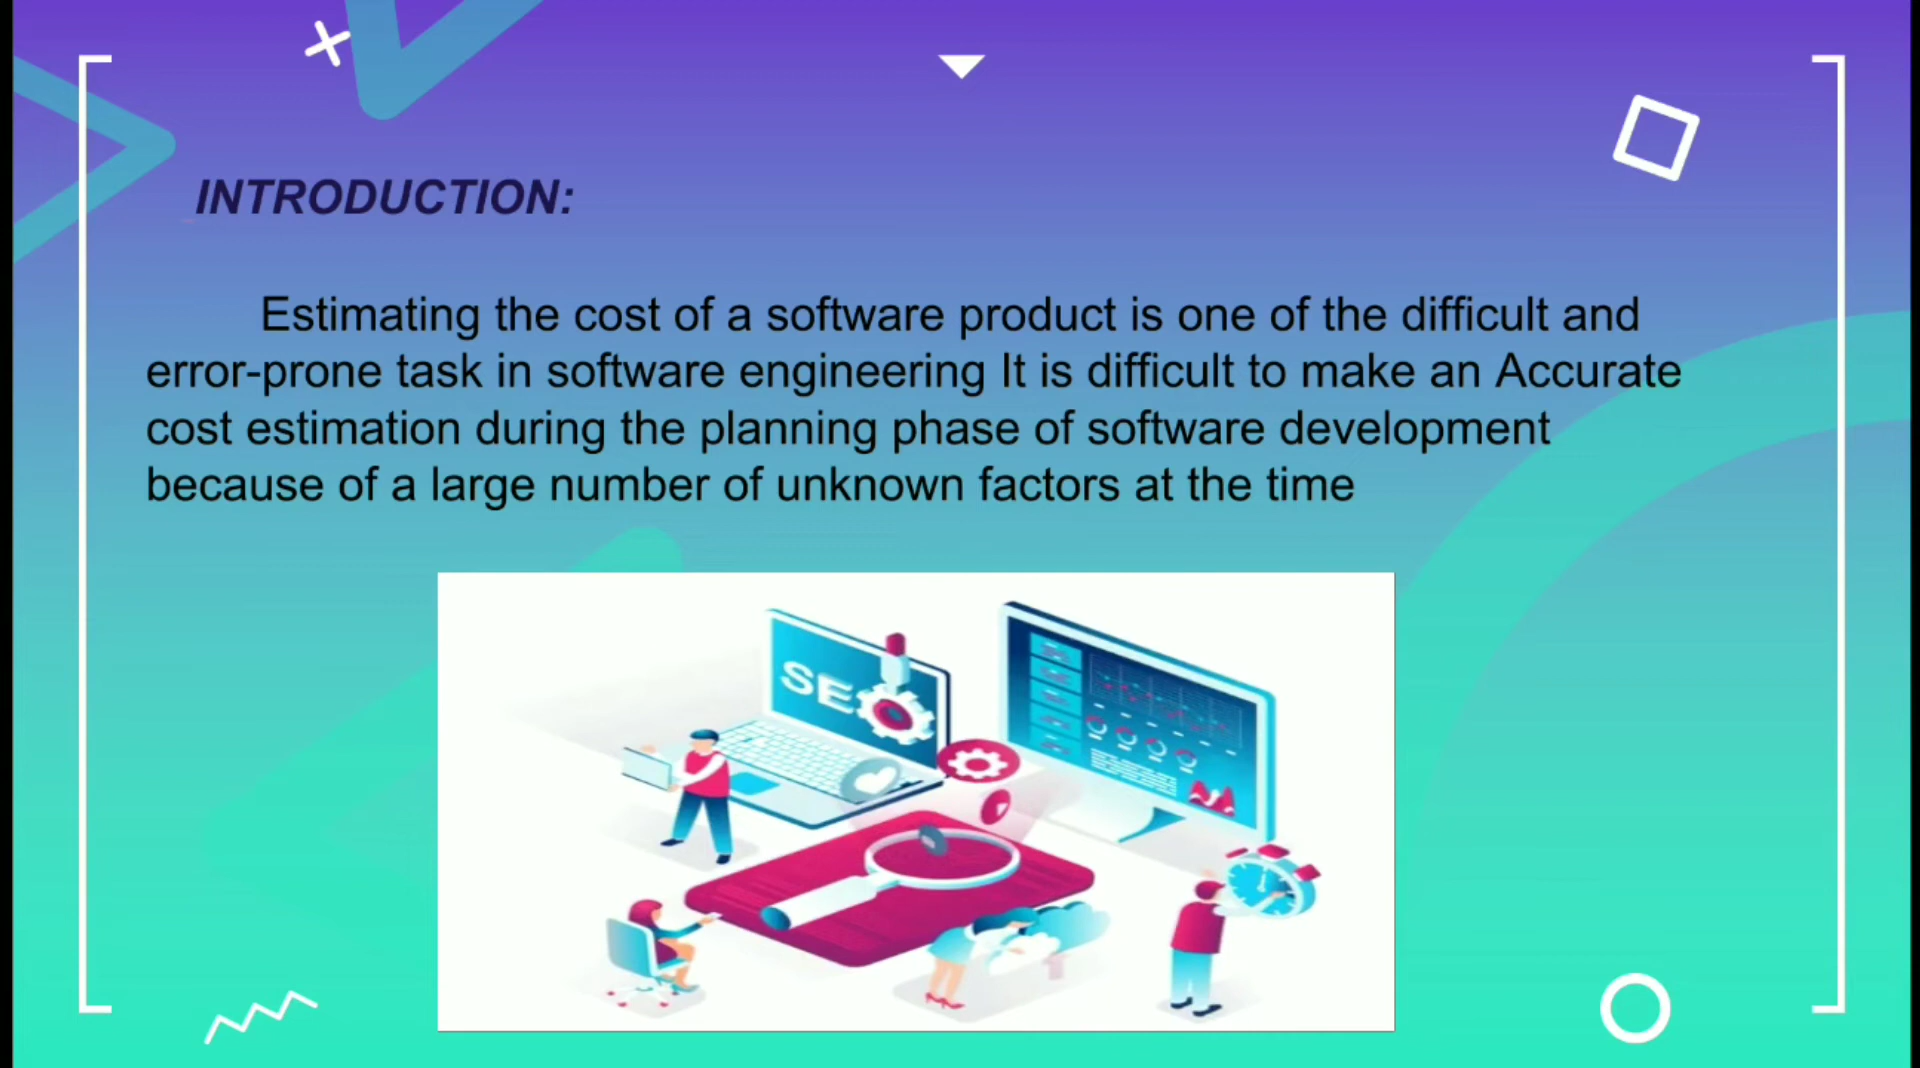 INTRODUCTION:
Estimating the cost of a software product is one of the difficult and
error-prone task in software engineering It is difficult to make an Accurate
cost estimation during the planning phase of software development
because of a large number of unknown factors at the time
SEO